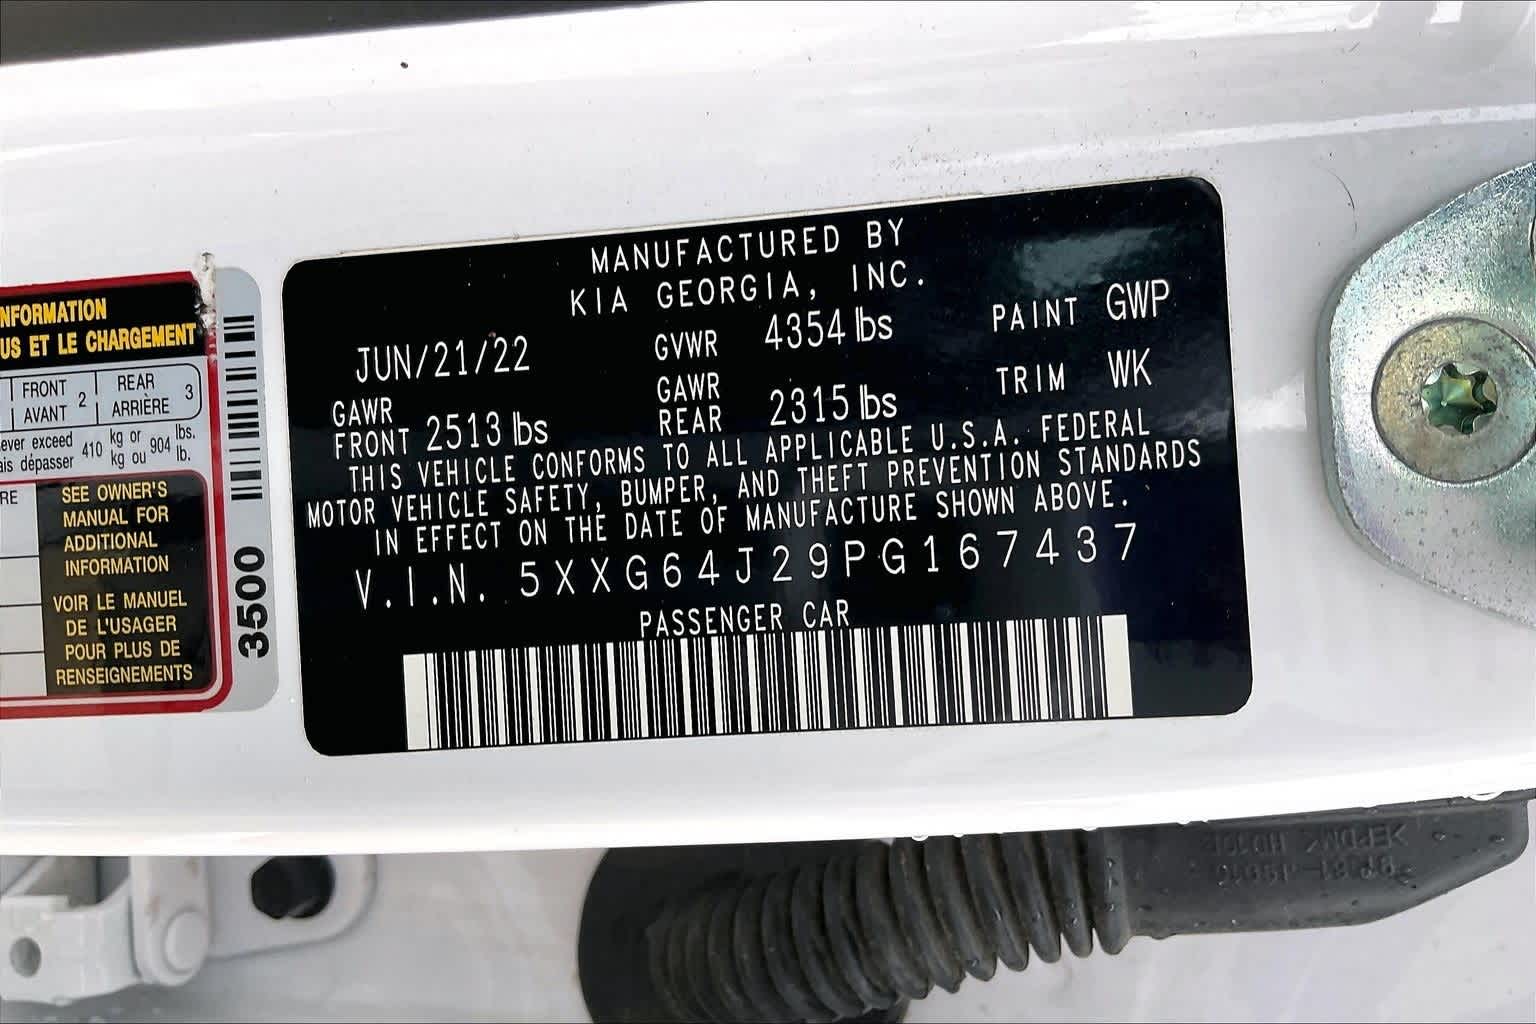 NFORMATION
US ET LE CHARGEMENT
FRONT
AVANT 2
REAR
ARRIÈRE 3
ever exceed 410 kg or 904 lbs.
ais dépasser kg ou lb.
RE
SEE OWNER'S
MANUAL FOR
ADDITIONAL
INFORMATION
VOIR LE MANUEL
DE L'USAGER
POUR PLUS DE
RENSEIGNEMENTS
3500
MANUFACTURED BY
KIA GEORGIA, INC.
JUN/21/22 GVWR 4354 lbs PAINT GWP
GAWR
FRONT 2513 lbs
GAWR
REAR 2315 lbs TRIM WK
THIS VEHICLE CONFORMS TO ALL APPLICABLE U.S.A. FEDERAL
MOTOR VEHICLE SAFETY, BUMPER, AND THEFT PREVENTION STANDARDS
IN EFFECT ON THE DATE OF MANUFACTURE SHOWN ABOVE.
V.I.N. 5XXG64J29PG167437
PASSENGER CAR
>EPDM<